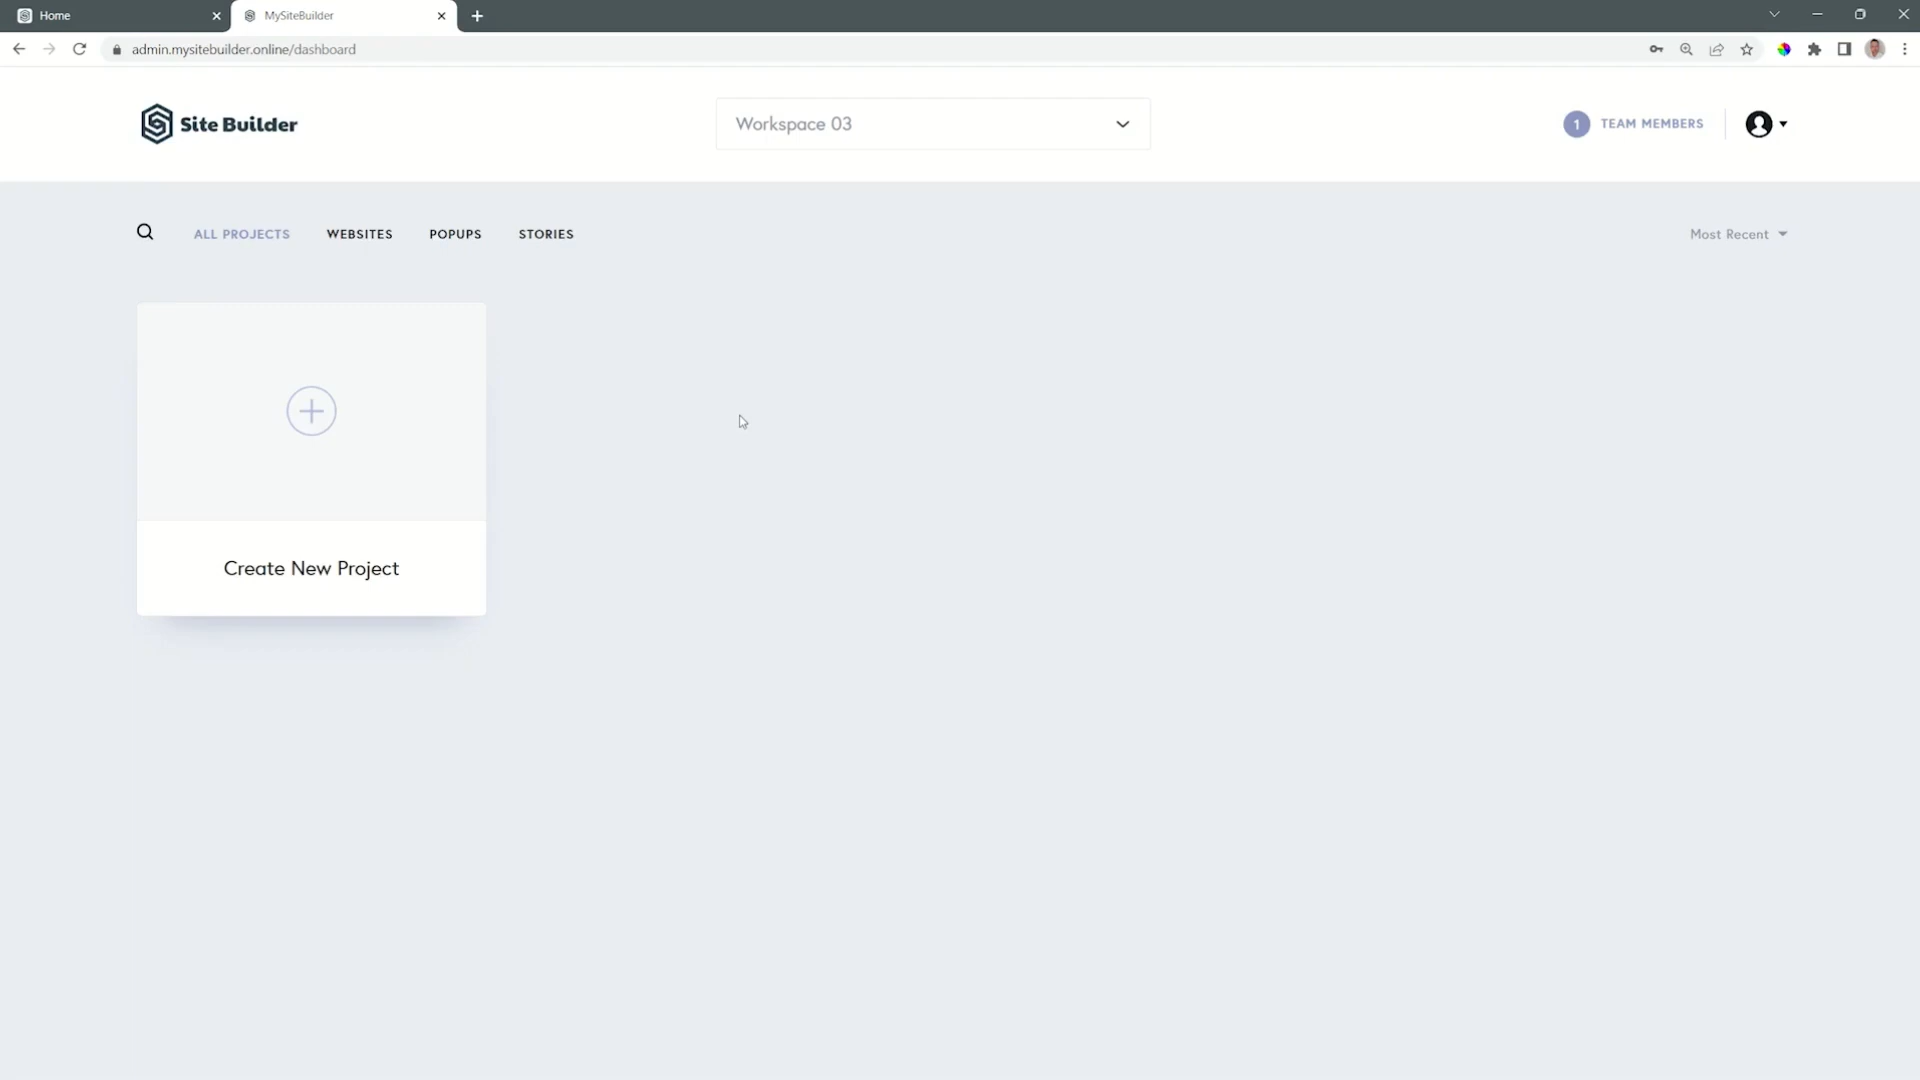 Home
MySiteBuilder
admin.mysitebuilder.online/dashboard
Site Builder
Workspace 03
1 TEAM MEMBERS
ALL PROJECTS WEBSITES POPUPS STORIES
Most Recent
Create New Project